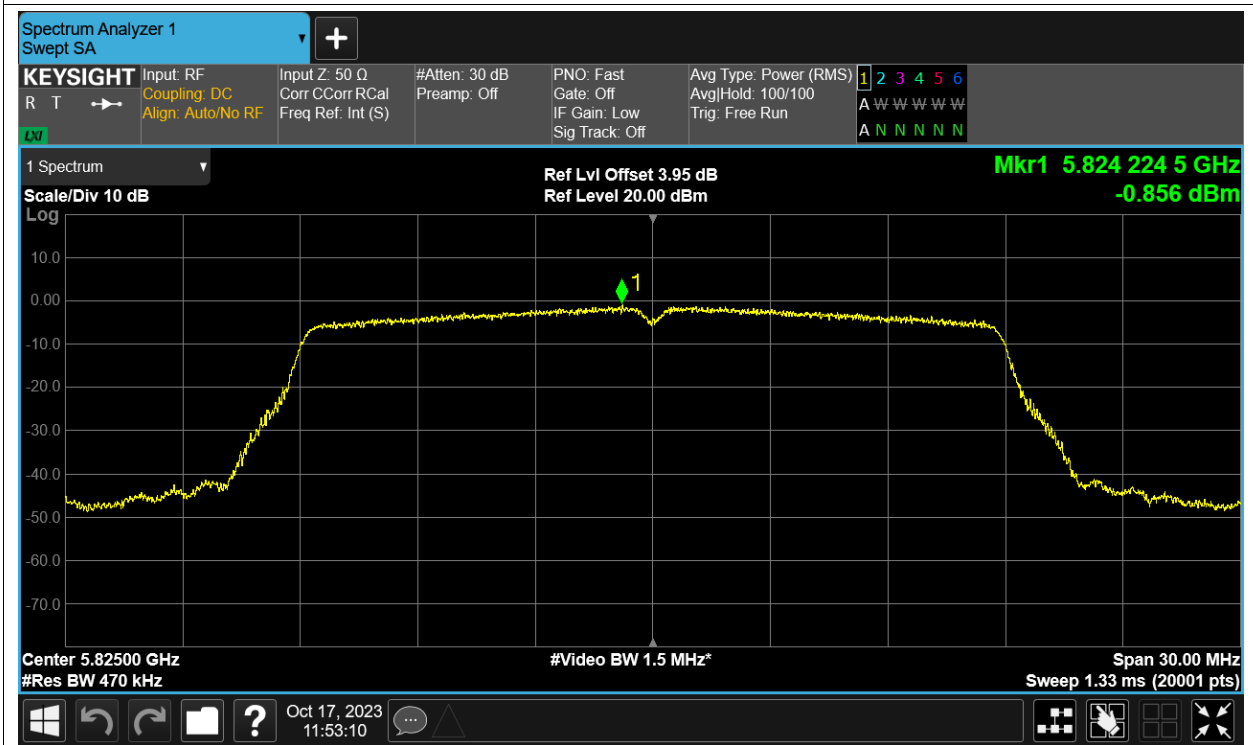 Spectrum Analyzer 1
Swept SA
+
KEYSIGHT
R T
LXI
Input: RF
Coupling: DC
Align: Auto/No RF
Input Z: 50 Ω
Corr CCorr RCal
Freq Ref: Int (S)
#Atten: 30 dB
Preamp: Off
PNO: Fast
Gate: Off
IF Gain: Low
Sig Track: Off
Avg Type: Power (RMS)
Avg|Hold: 100/100
Trig: Free Run
1 2 3 4 5 6
A W W W W W
A N N N N N
1 Spectrum
Scale/Div 10 dB
Ref Lvl Offset 3.95 dB
Ref Level 20.00 dBm
Mkr1 5.824 224 5 GHz
-0.856 dBm
Log
1
10.0
0.00
-10.0
-20.0
-30.0
-40.0
-50.0
-60.0
-70.0
Center 5.82500 GHz
#Video BW 1.5 MHz*
Span 30.00 MHz
#Res BW 470 kHz
Sweep 1.33 ms (20001 pts)
?
Oct 17, 2023
11:53:10